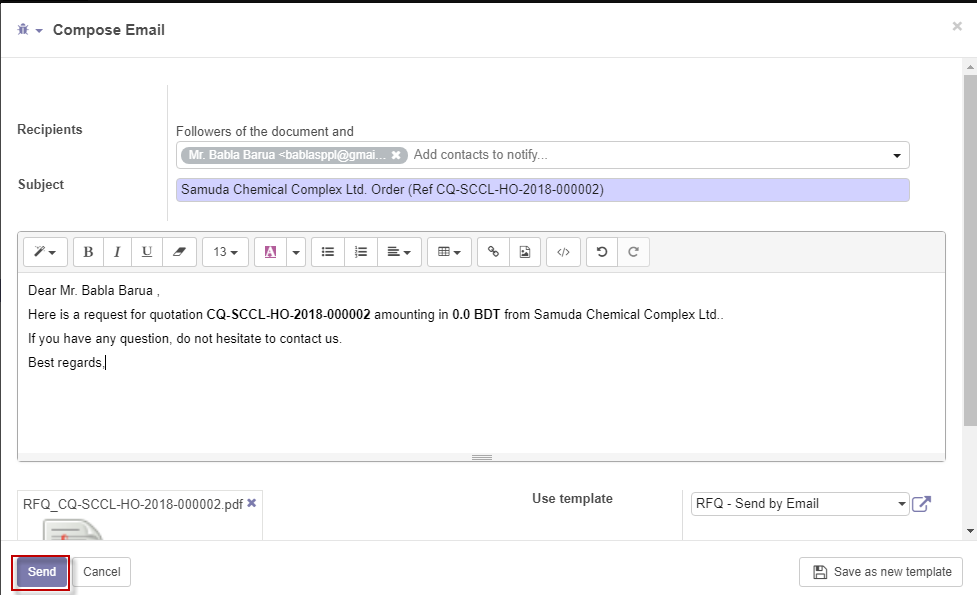 Compose Email
Recipients
Followers of the document and
Mr. Babla Barua <bablasppl@gmai... Add contacts to notify...
Subject
Samuda Chemical Complex Ltd. Order (Ref CQ-SCCL-HO-2018-000002)
B I U 13 A
Dear Mr. Babla Barua ,
Here is a request for quotation CQ-SCCL-HO-2018-000002 amounting in 0.0 BDT from Samuda Chemical Complex Ltd..
If you have any question, do not hesitate to contact us.
Best regards,
RFQ_CQ-SCCL-HO-2018-000002.pdf
Use template
RFQ - Send by Email
Send
Cancel
Save as new template